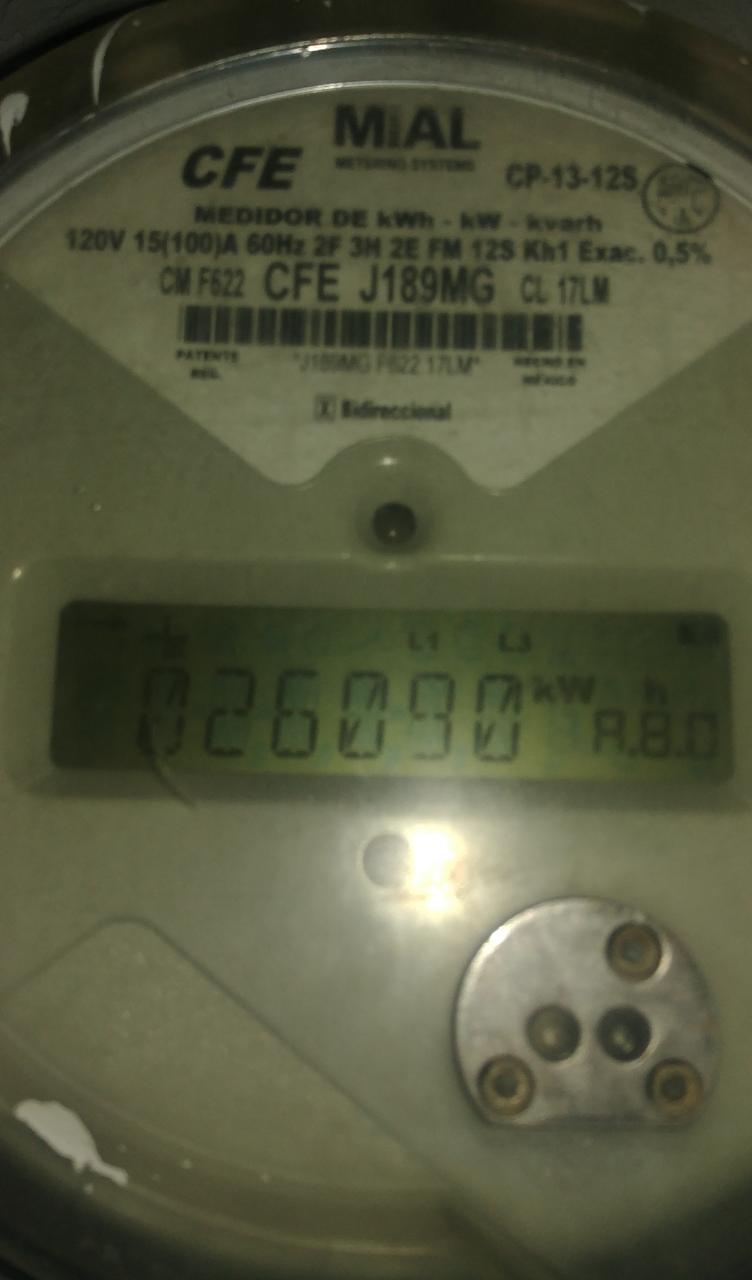 MIAL
METERING SYSTEMS
CFE
CP-13-12S
MEDIDOR DE kWh - kW - kvarh
120V 15(100)A 60Hz 2F 3H 2E FM 12S Kh1 Exac. 0,5%
CM F622 CFE J189MG CL 17LM
PATENTE REG.
*J189MG F622 17LM*
HECHO EN MÉXICO
X Bidireccional
L1 L3
026090 kW h
A.8.0